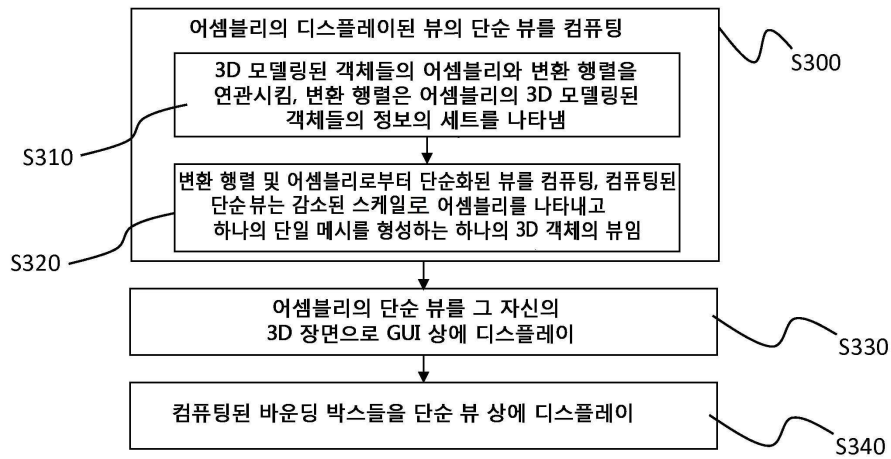 어셈블리의 디스플레이된 뷰의 단순 뷰를 컴퓨팅
S300
3D 모델링된 객체들의 어셈블리와 변환 행렬을
연관시킴, 변환 행렬은 어셈블리의 3D 모델링된
객체들의 정보의 세트를 나타냄
S310
변환 행렬 및 어셈블리로부터 단순화된 뷰를 컴퓨팅, 컴퓨팅된
단순뷰는 감소된 스케일로 어셈블리를 나타내고
하나의 단일 메시를 형성하는 하나의 3D 객체의 뷰임
S320
어셈블리의 단순 뷰를 그 자신의
3D 장면으로 GUI 상에 디스플레이
S330
컴퓨팅된 바운딩 박스들을 단순 뷰 상에 디스플레이
S340